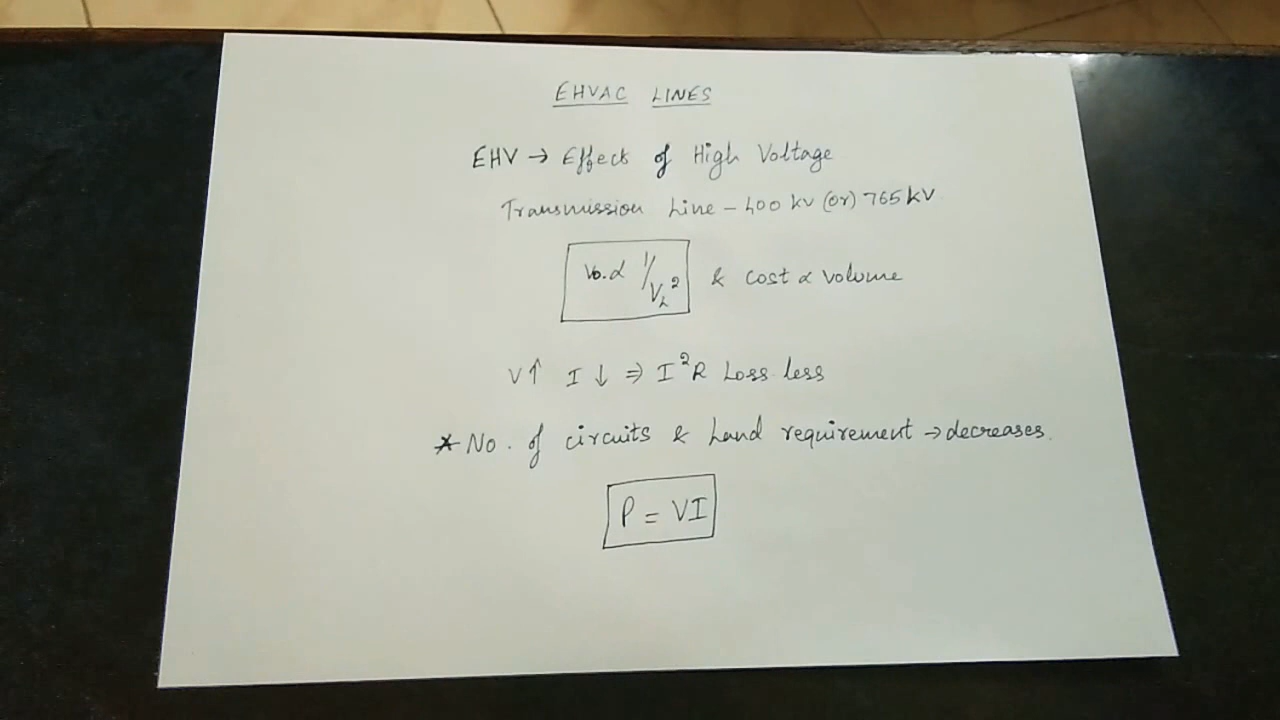 EHVAC LINES
EHV → Effect of High Voltage
Transmission Line – 400 kV (or) 765 kV
Vo. α 1/V_L² & cost α volume
V↑ I↓ ⇒ I²R Loss less
* No. of circuits & Land requirement → decreases.
P = VI